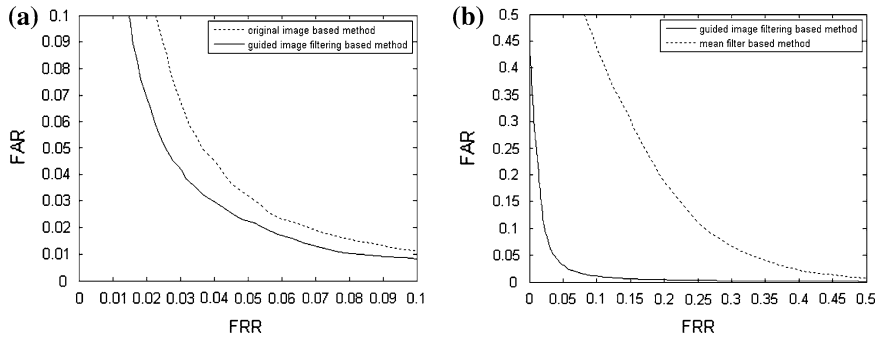 (a)
original image based method
guided image filtering based method
0.1
0.09
0.08
0.07
0.06
0.05
0.04
0.03
0.02
0.01
0
FAR
0 0.01 0.02 0.03 0.04 0.05 0.06 0.07 0.08 0.09 0.1
FRR
(b)
guided image filtering based method
mean filter based method
0.5
0.45
0.4
0.35
0.3
0.25
0.2
0.15
0.1
0.05
0
FAR
0 0.05 0.1 0.15 0.2 0.25 0.3 0.35 0.4 0.45 0.5
FRR